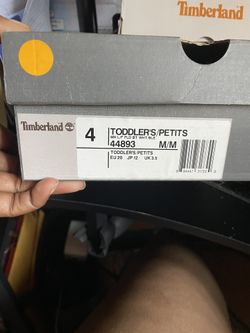 Timberland
Timberland
4
TODDLER'S/PETITS
44893 M/M
TODDLER'S/PETITS
EU 20 JP 12 UK 3.5